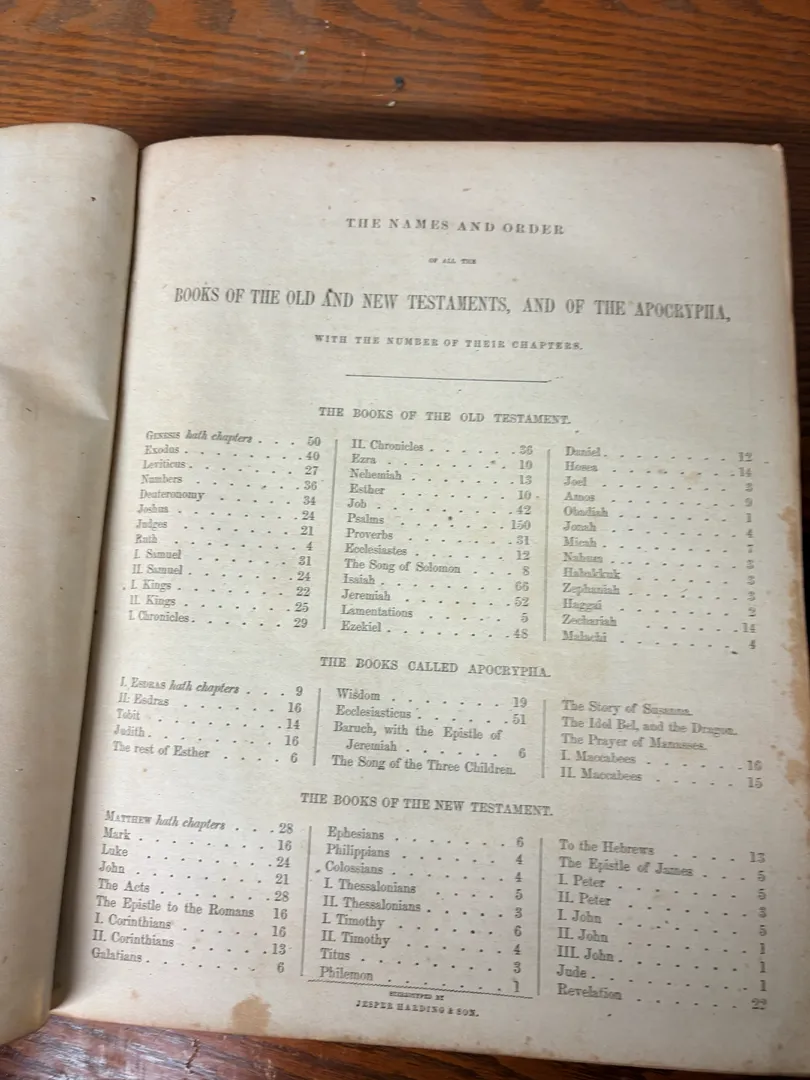 THE NAMES AND ORDER
OF ALL THE
BOOKS OF THE OLD AND NEW TESTAMENTS, AND OF THE APOCRYPHA,
WITH THE NUMBER OF THEIR CHAPTERS.
THE BOOKS OF THE OLD TESTAMENT.
GENESIS hath chapters . . . 50
Exodus . . . . . . . . 40
Leviticus . . . . . . . 27
Numbers . . . . . . . 36
Deuteronomy . . . . . 34
Joshua . . . . . . . . 24
Judges . . . . . . . . 21
Ruth . . . . . . . . . 4
I. Samuel . . . . . . . 31
II. Samuel . . . . . . . 24
I. Kings . . . . . . . 22
II. Kings . . . . . . . 25
I. Chronicles . . . . . . 29
II. Chronicles . . . . . . 36
Ezra . . . . . . . . 10
Nehemiah . . . . . . . 13
Esther . . . . . . . . 10
Job . . . . . . . . . 42
Psalms . . . . . . . . 150
Proverbs . . . . . . . 31
Ecclesiastes . . . . . . 12
The Song of Solomon . . . 8
Isaiah . . . . . . . . 66
Jeremiah . . . . . . . 52
Lamentations . . . . . 5
Ezekiel . . . . . . . . 48
Daniel . . . . . . . . 12
Hosea . . . . . . . . 14
Joel . . . . . . . . . 3
Amos . . . . . . . . 9
Obadiah . . . . . . . 1
Jonah . . . . . . . . 4
Micah . . . . . . . . 7
Nahum . . . . . . . . 3
Habakkuk . . . . . . . 3
Zephaniah . . . . . . . 3
Haggai . . . . . . . . 2
Zechariah . . . . . . . 14
Malachi . . . . . . . 4
THE BOOKS CALLED APOCRYPHA.
I. ESDRAS hath chapters . . . 9
II. Esdras . . . . . . . 16
Tobit . . . . . . . . 14
Judith . . . . . . . . 16
The rest of Esther . . . . 6
Wisdom . . . . . . . 19
Ecclesiasticus . . . . . . 51
Baruch, with the Epistle of
Jeremiah . . . . . . 6
The Song of the Three Children.
The Story of Susanna.
The Idol Bel, and the Dragon.
The Prayer of Manasses.
I. Maccabees . . . . . . 16
II. Maccabees . . . . . . 15
THE BOOKS OF THE NEW TESTAMENT.
MATTHEW hath chapters . . . 28
Mark . . . . . . . . 16
Luke . . . . . . . . 24
John . . . . . . . . 21
The Acts . . . . . . . 28
The Epistle to the Romans 16
I. Corinthians . . . . . . 16
II. Corinthians . . . . . . 13
Galatians . . . . . . . 6
Ephesians . . . . . . . 6
Philippians . . . . . . 4
Colossians . . . . . . . 4
I. Thessalonians . . . . . 5
II. Thessalonians . . . . . 3
I. Timothy . . . . . . . 6
II. Timothy . . . . . . . 4
Titus . . . . . . . . 3
Philemon . . . . . . . 1
To the Hebrews . . . . . 13
The Epistle of James . . . 5
I. Peter . . . . . . . . 5
II. Peter . . . . . . . . 3
I. John . . . . . . . . 5
II. John . . . . . . . . 1
III. John . . . . . . . . 1
Jude . . . . . . . . . 1
Revelation . . . . . . . 22
STEREOTYPED BY
JESPER HARDING & SON.